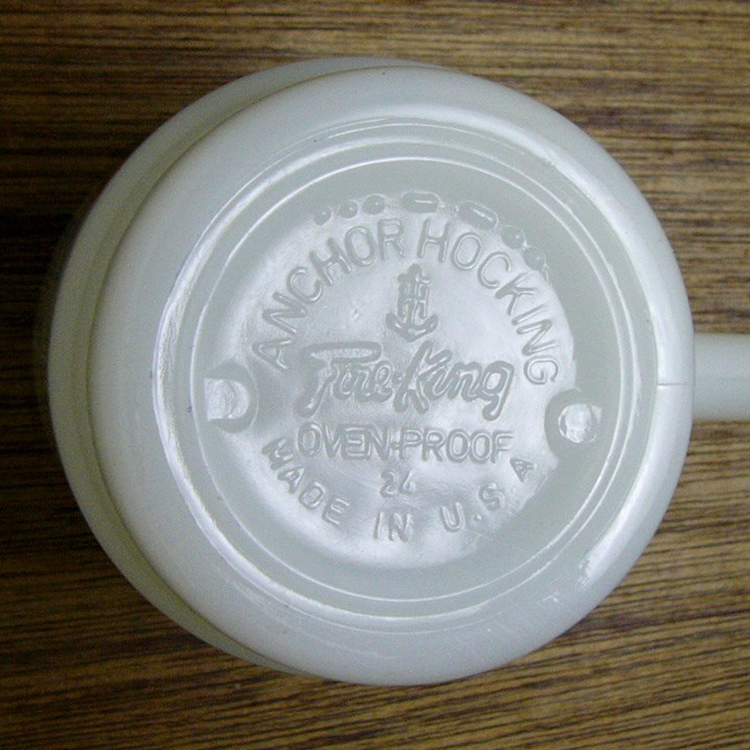 ANCHOR HOCKING
Fire-King
OVEN-PROOF
24
MADE IN U.S.A